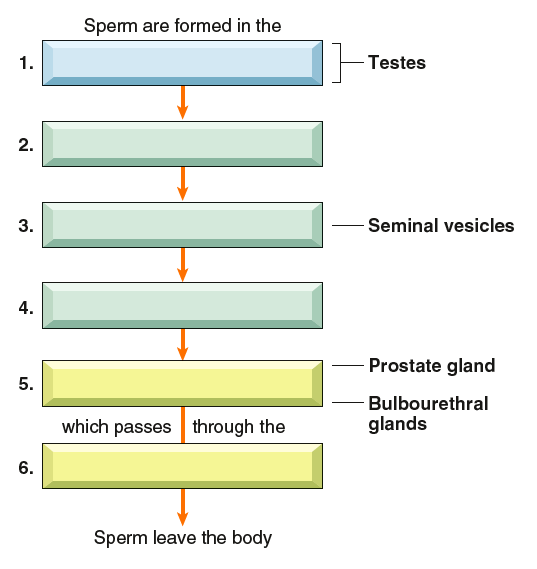 Sperm are formed in the
1.
Testes
2.
3.
Seminal vesicles
4.
Prostate gland
5.
Bulbourethral
glands
which passes through the
6.
Sperm leave the body